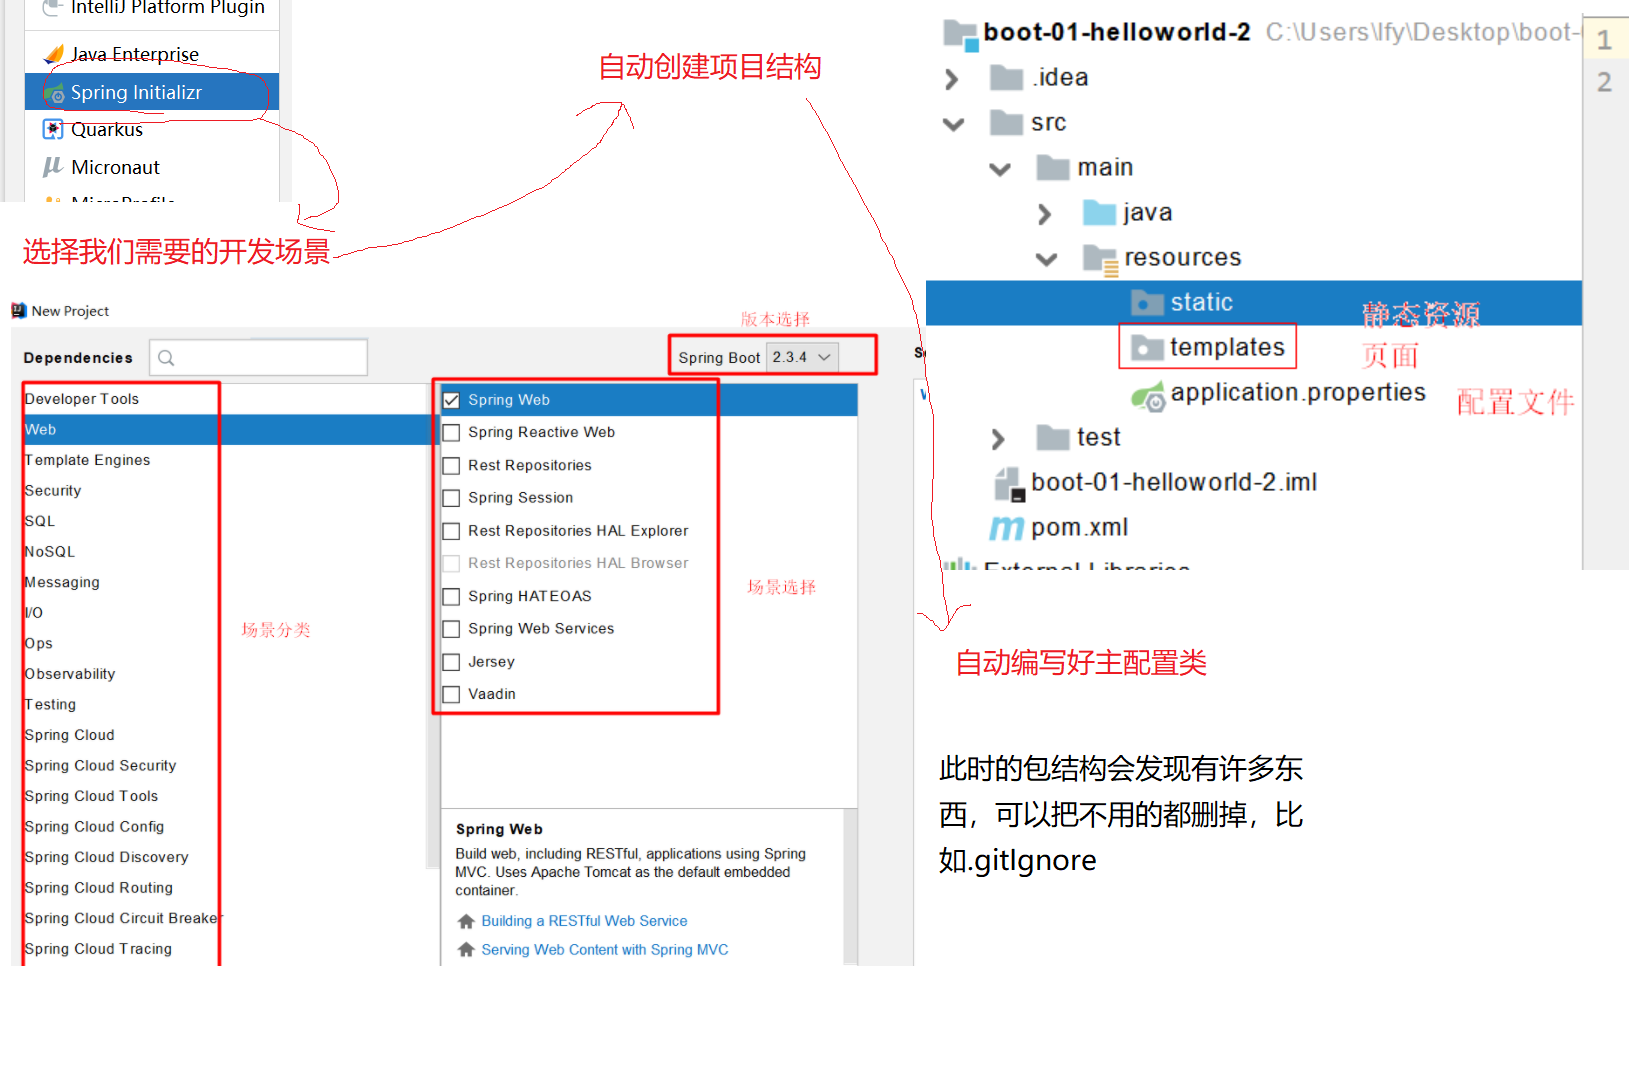 IntelliJ Platform Plugin
Java Enterprise
Spring Initializr
Quarkus
Micronaut
MicroProfile
选择我们需要的开发场景
自动创建项目结构
New Project
版本选择
Dependencies
Spring Boot 2.3.4
Developer Tools
Web
Template Engines
Security
SQL
NoSQL
Messaging
I/O
Ops
Observability
Testing
Spring Cloud
Spring Cloud Security
Spring Cloud Tools
Spring Cloud Config
Spring Cloud Discovery
Spring Cloud Routing
Spring Cloud Circuit Breaker
Spring Cloud Tracing
场景分类
Spring Web
Spring Reactive Web
Rest Repositories
Spring Session
Rest Repositories HAL Explorer
Rest Repositories HAL Browser
Spring HATEOAS
Spring Web Services
Jersey
Vaadin
场景选择
Spring Web
Build web, including RESTful, applications using Spring
MVC. Uses Apache Tomcat as the default embedded
container.
Building a RESTful Web Service
Serving Web Content with Spring MVC
boot-01-helloworld-2 C:\Users\lfy\Desktop\boot-
.idea
src
main
java
resources
static 静态资源
templates 页面
application.properties 配置文件
test
boot-01-helloworld-2.iml
pom.xml
External Libraries
1
2
自动编写好主配置类
此时的包结构会发现有许多东
西，可以把不用的都删掉，比
如.gitIgnore